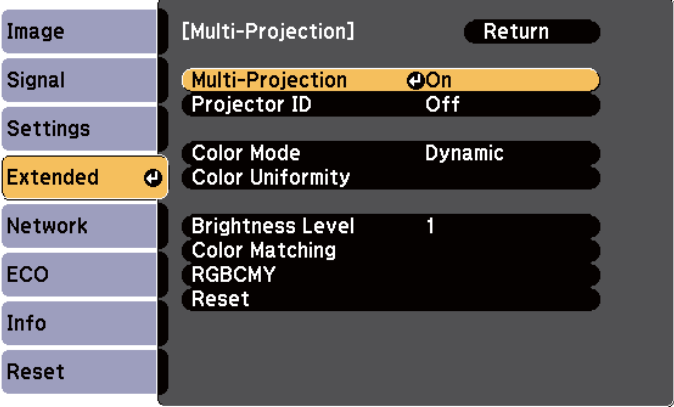 Image
Signal
Settings
Extended
Network
ECO
Info
Reset
[Multi-Projection] Return
Multi-Projection On
Projector ID Off
Color Mode Dynamic
Color Uniformity
Brightness Level 1
Color Matching
RGBCMY
Reset